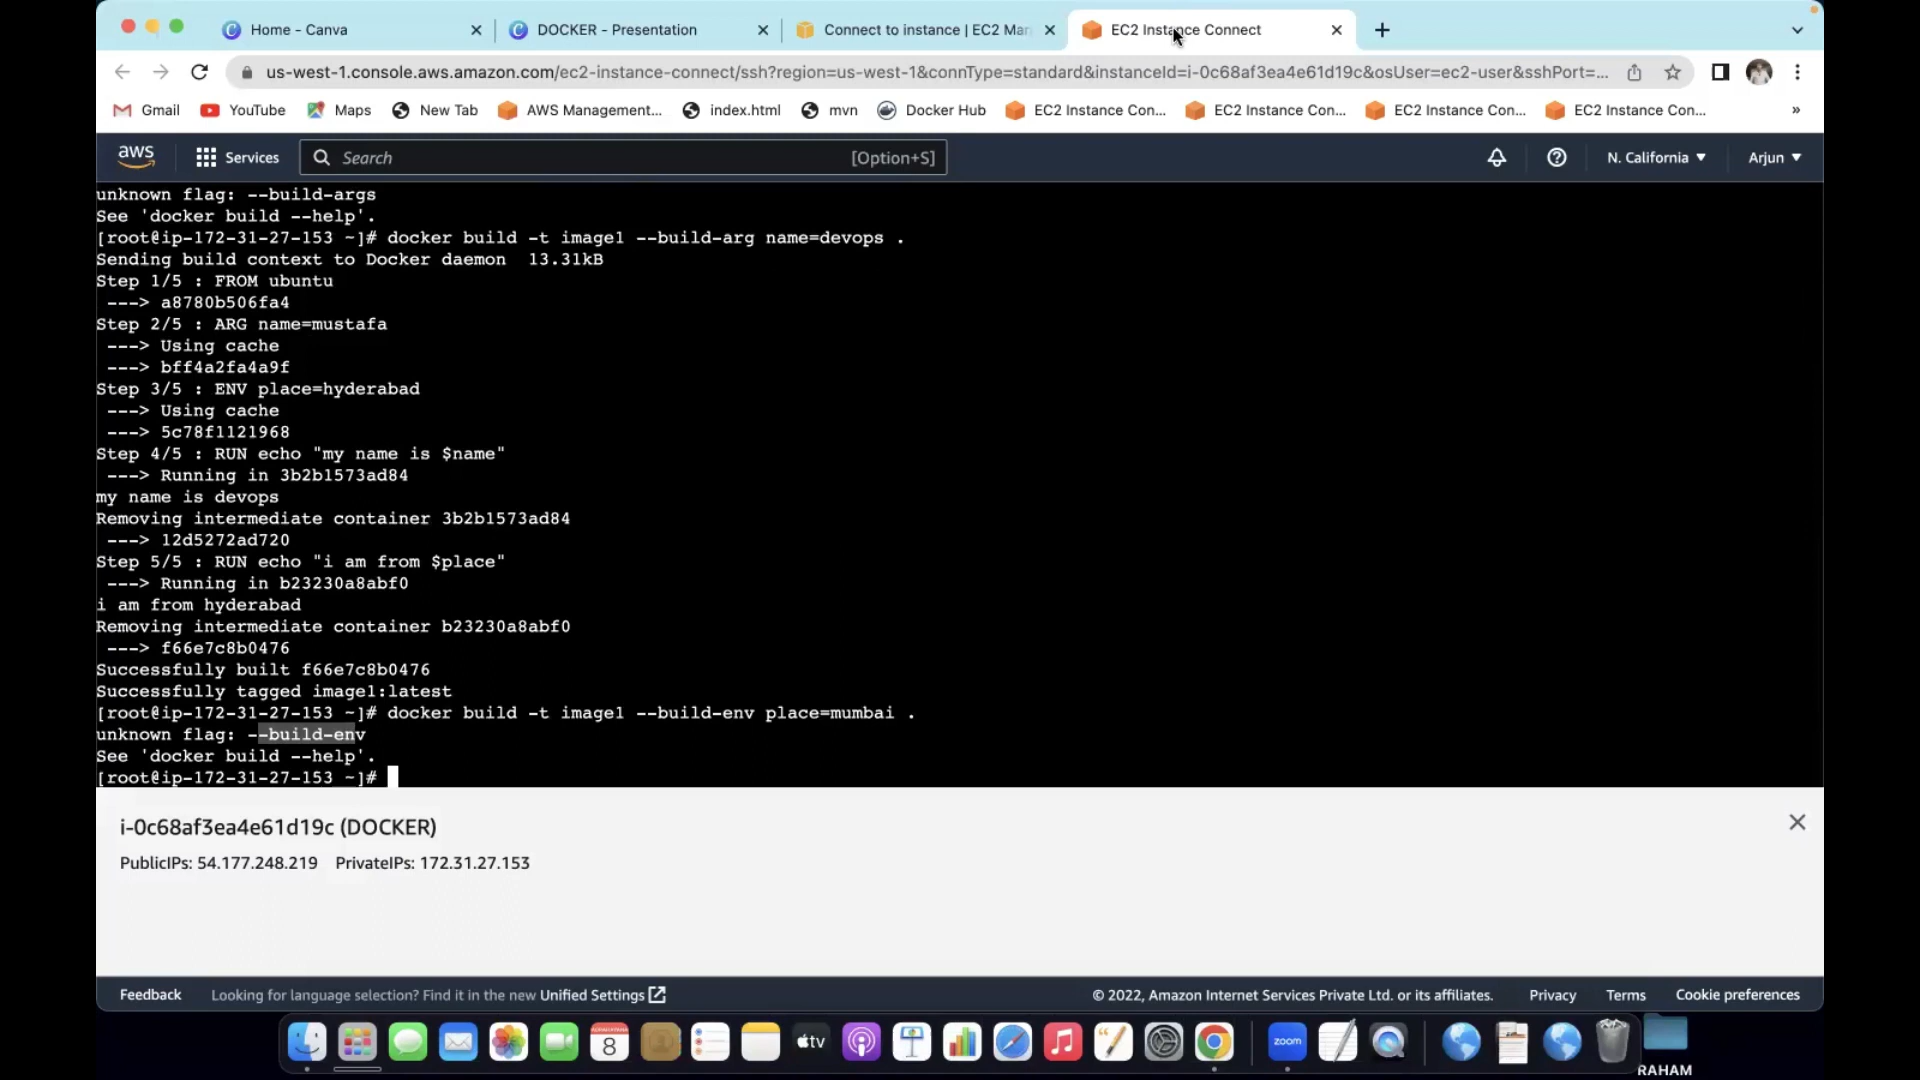 Home - Canva
DOCKER - Presentation
Connect to instance | EC2 Man
EC2 Instance Connect
us-west-1.console.aws.amazon.com/ec2-instance-connect/ssh?region=us-west-1&connType=standard&instanceId=i-0c68af3ea4e61d19c&osUser=ec2-user&sshPort=...
Gmail
YouTube
Maps
New Tab
AWS Management...
index.html
mvn
Docker Hub
EC2 Instance Con...
EC2 Instance Con...
EC2 Instance Con...
EC2 Instance Con...
»
aws
Services
Search
[Option+S]
N. California
Arjun
unknown flag: --build-args
See 'docker build --help'.
[root@ip-172-31-27-153 ~]# docker build -t image1 --build-arg name=devops .
Sending build context to Docker daemon  13.31kB
Step 1/5 : FROM ubuntu
 ---> a8780b506fa4
Step 2/5 : ARG name=mustafa
 ---> Using cache
 ---> bff4a2fa4a9f
Step 3/5 : ENV place=hyderabad
 ---> Using cache
 ---> 5c78f1121968
Step 4/5 : RUN echo "my name is $name"
 ---> Running in 3b2b1573ad84
my name is devops
Removing intermediate container 3b2b1573ad84
 ---> 12d5272ad720
Step 5/5 : RUN echo "i am from $place"
 ---> Running in b23230a8abf0
i am from hyderabad
Removing intermediate container b23230a8abf0
 ---> f66e7c8b0476
Successfully built f66e7c8b0476
Successfully tagged image1:latest
[root@ip-172-31-27-153 ~]# docker build -t image1 --build-env place=mumbai .
unknown flag: --build-env
See 'docker build --help'.
[root@ip-172-31-27-153 ~]#
i-0c68af3ea4e61d19c (DOCKER)
PublicIPs: 54.177.248.219 PrivateIPs: 172.31.27.153
Feedback
Looking for language selection? Find it in the new Unified Settings
© 2022, Amazon Internet Services Private Ltd. or its affiliates.
Privacy
Terms
Cookie preferences
8
tv
zoom
RAHAM